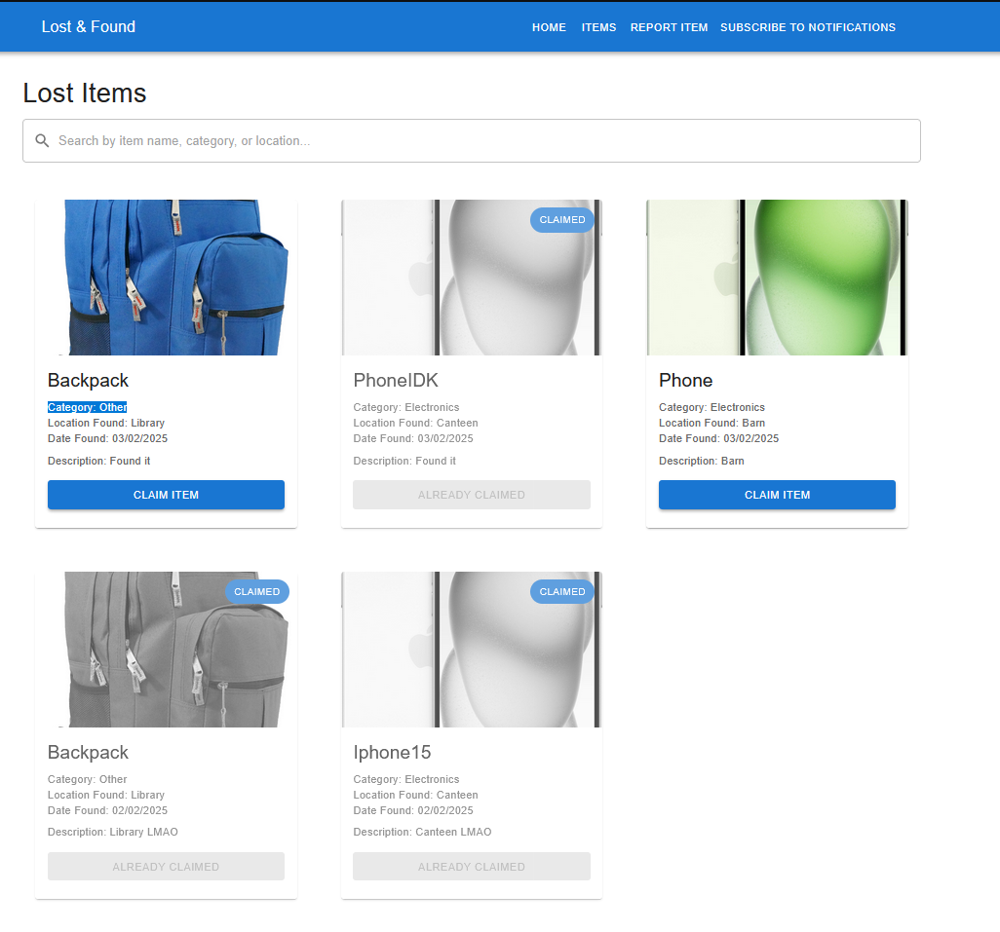 Lost & Found
HOME ITEMS REPORT ITEM SUBSCRIBE TO NOTIFICATIONS
Lost Items
Search by item name, category, or location...
Backpack
Category: Other
Location Found: Library
Date Found: 03/02/2025
Description: Found it
CLAIM ITEM
CLAIMED
PhoneIDK
Category: Electronics
Location Found: Canteen
Date Found: 03/02/2025
Description: Found it
ALREADY CLAIMED
Phone
Category: Electronics
Location Found: Barn
Date Found: 03/02/2025
Description: Barn
CLAIM ITEM
CLAIMED
Backpack
Category: Other
Location Found: Library
Date Found: 02/02/2025
Description: Library LMAO
ALREADY CLAIMED
CLAIMED
Iphone15
Category: Electronics
Location Found: Canteen
Date Found: 02/02/2025
Description: Canteen LMAO
ALREADY CLAIMED